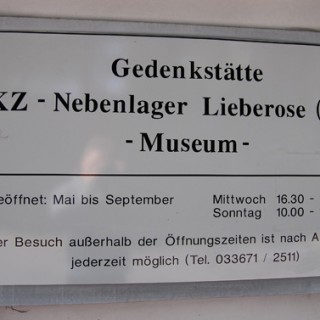 Gedenkstätte
KZ - Nebenlager Lieberose (
- Museum -
eöffnet: Mai bis September Mittwoch 16.30 -
Sonntag 10.00 -
er Besuch außerhalb der Öffnungszeiten ist nach A
jederzeit möglich (Tel. 033671 / 2511)